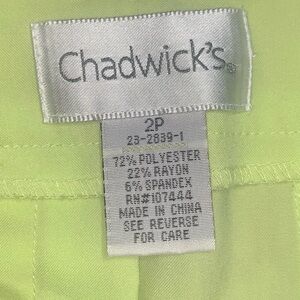 Chadwick's®
2P
23-2839-1
72% POLYESTER
22% RAYON
6% SPANDEX
RN#107444
MADE IN CHINA
SEE REVERSE
FOR CARE